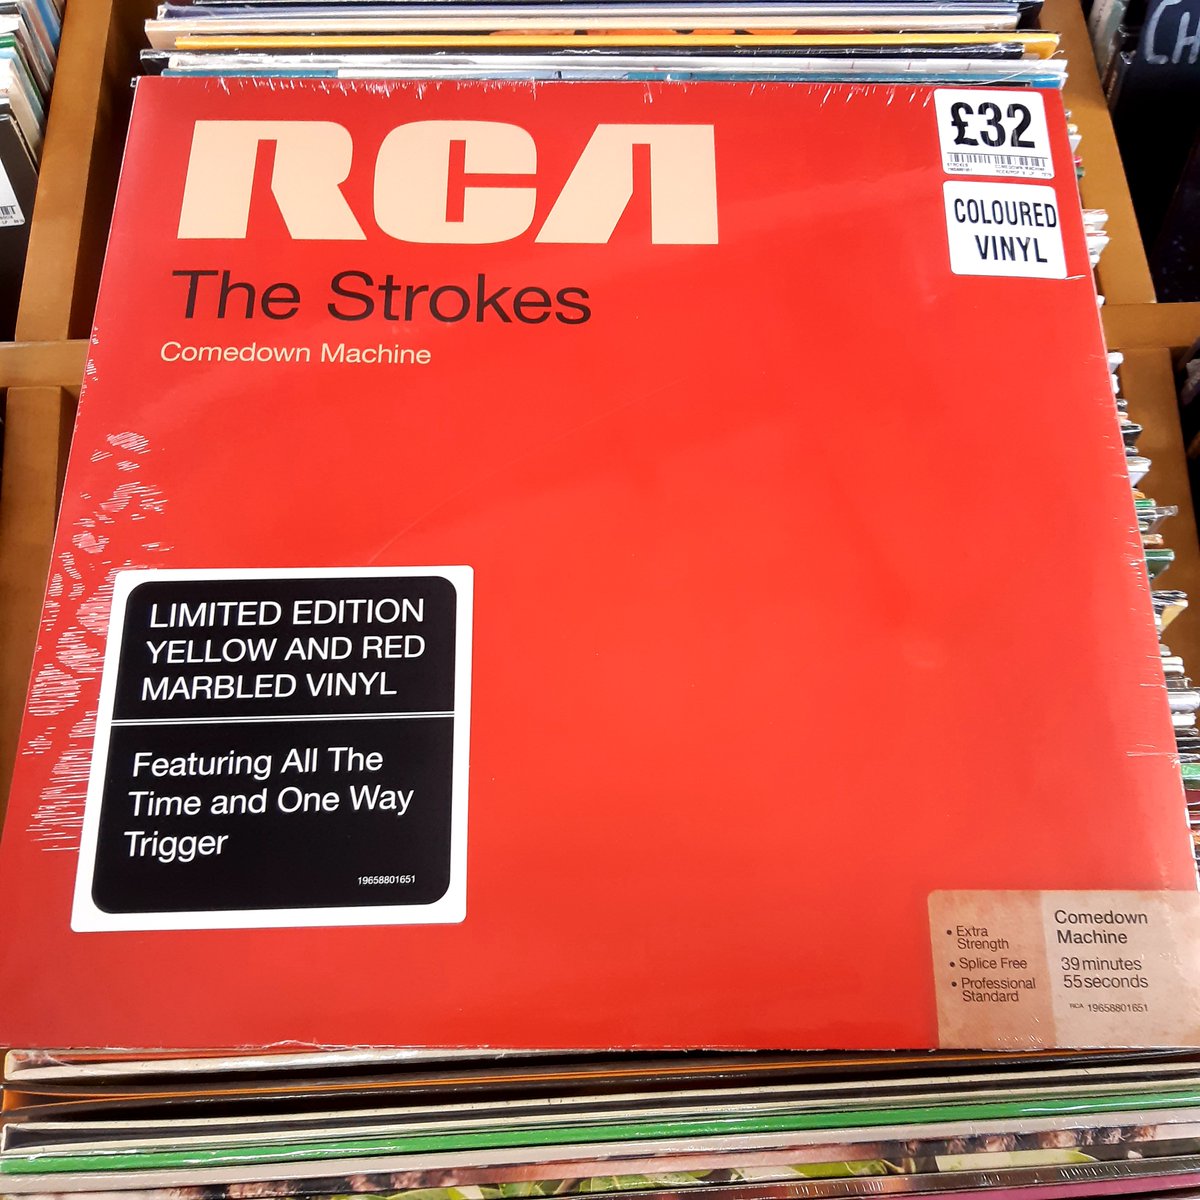 RCA
The Strokes
Comedown Machine
£32
COLOURED
VINYL
LIMITED EDITION
YELLOW AND RED
MARBLED VINYL
Featuring All The
Time and One Way
Trigger
19658801651
• Extra
Strength
• Splice Free
• Professional
Standard
Comedown
Machine
39 minutes
55 seconds
RCA 19658801651